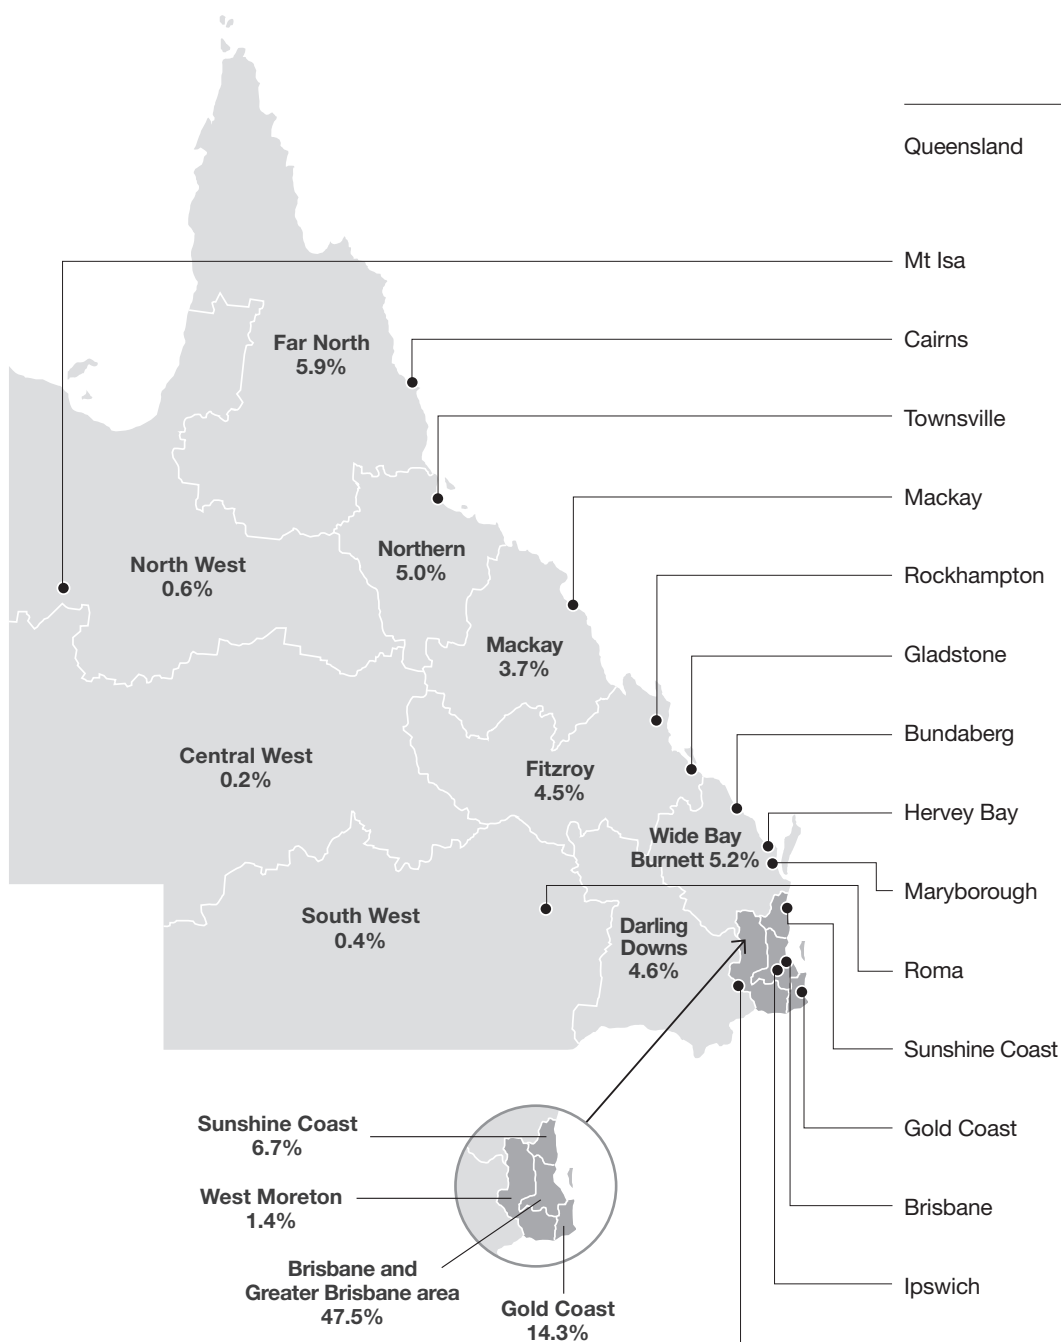 Queensland
Mt Isa
Far North
5.9%
Cairns
Townsville
Mackay
Northern
5.0%
North West
0.6%
Rockhampton
Mackay
3.7%
Gladstone
Central West
0.2%
Bundaberg
Fitzroy
4.5%
Hervey Bay
Wide Bay
Burnett 5.2%
Maryborough
South West
0.4%
Darling
Downs
4.6%
Roma
Sunshine Coast
Sunshine Coast
6.7%
Gold Coast
West Moreton
1.4%
Brisbane
Brisbane and
Greater Brisbane area
47.5%
Ipswich
Gold Coast
14.3%